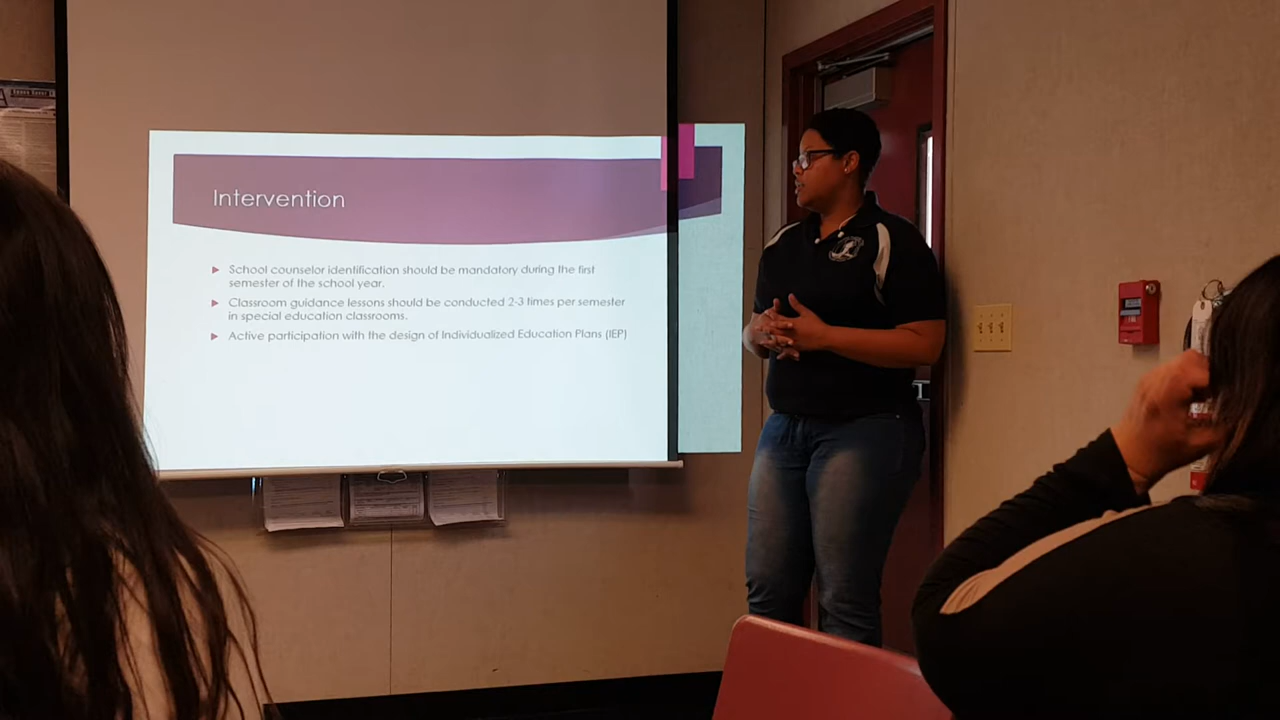 Intervention
School counselor identification should be mandatory during the first
semester of the school year.
Classroom guidance lessons should be conducted 2-3 times per semester
in special education classrooms.
Active participation with the design of Individualized Education Plans (IEP)